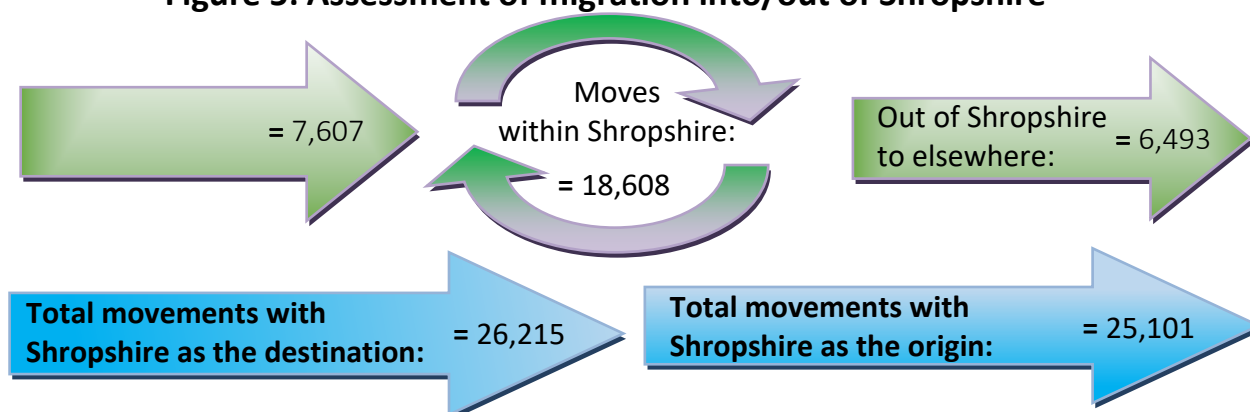 Figure 5: Assessment of migration into/out of Shropshire
= 7,607
Moves
within Shropshire:
= 18,608
Out of Shropshire
to elsewhere:
= 6,493
Total movements with
Shropshire as the destination:
= 26,215
Total movements with
Shropshire as the origin:
= 25,101